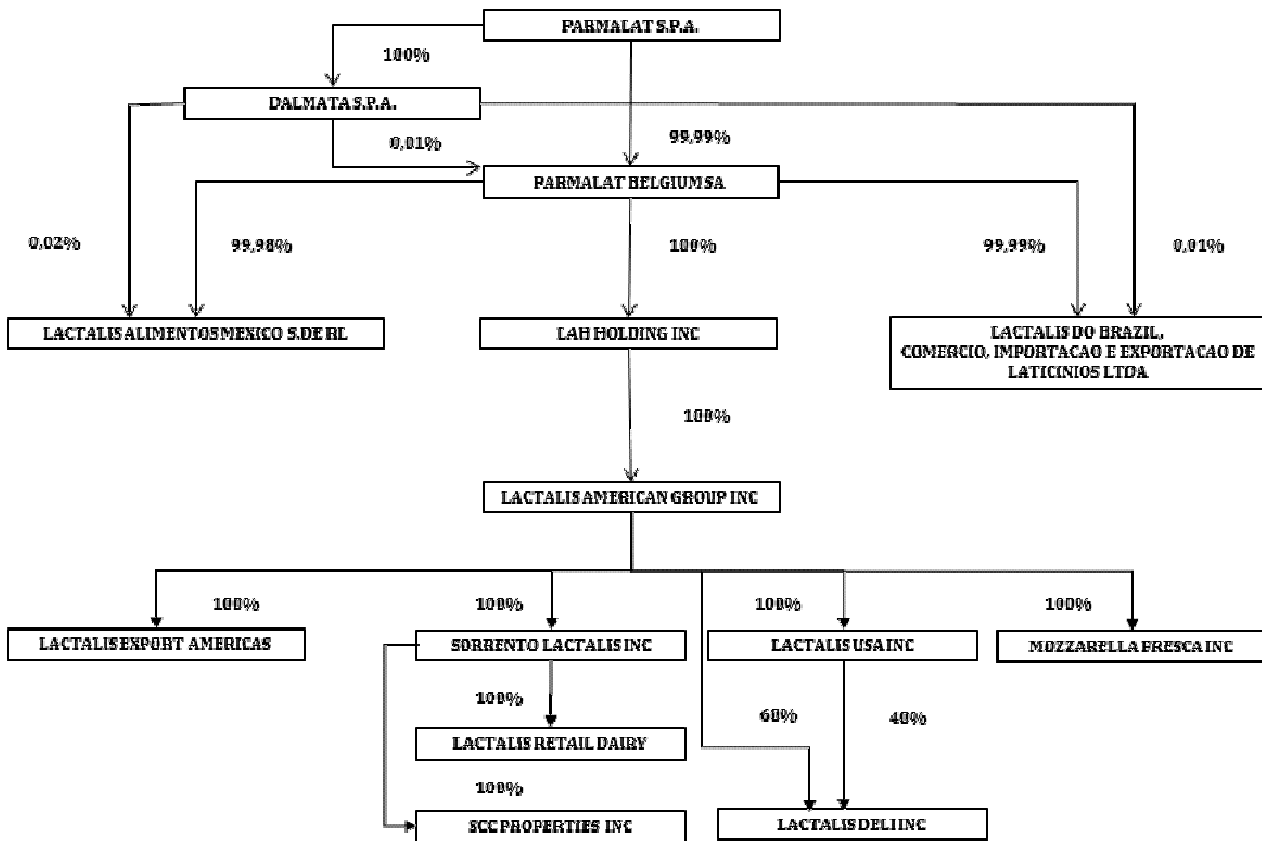 PARMALAT S.P.A.
100%
DALMATA S.P.A.
0,01%
99,99%
PARMALAT BELGIUM SA
0,02%
99,98%
100%
99,99%
0,01%
LACTALIS ALIMENTOS MEXICO S.DE RL
LAH HOLDING INC
LACTALIS DO BRAZIL,
COMERCIO, IMPORTACAO E EXPORTACAO DE
LATICINIOS LTDA
100%
LACTALIS AMERICAN GROUP INC
100%
100%
100%
100%
LACTALIS EXPORT AMERICAS
SORRENTO LACTALIS INC
LACTALIS USA INC
MOZZARELLA FRESCA INC
100%
60%
40%
LACTALIS RETAIL DAIRY
100%
SCC PROPERTIES INC
LACTALIS DELI INC